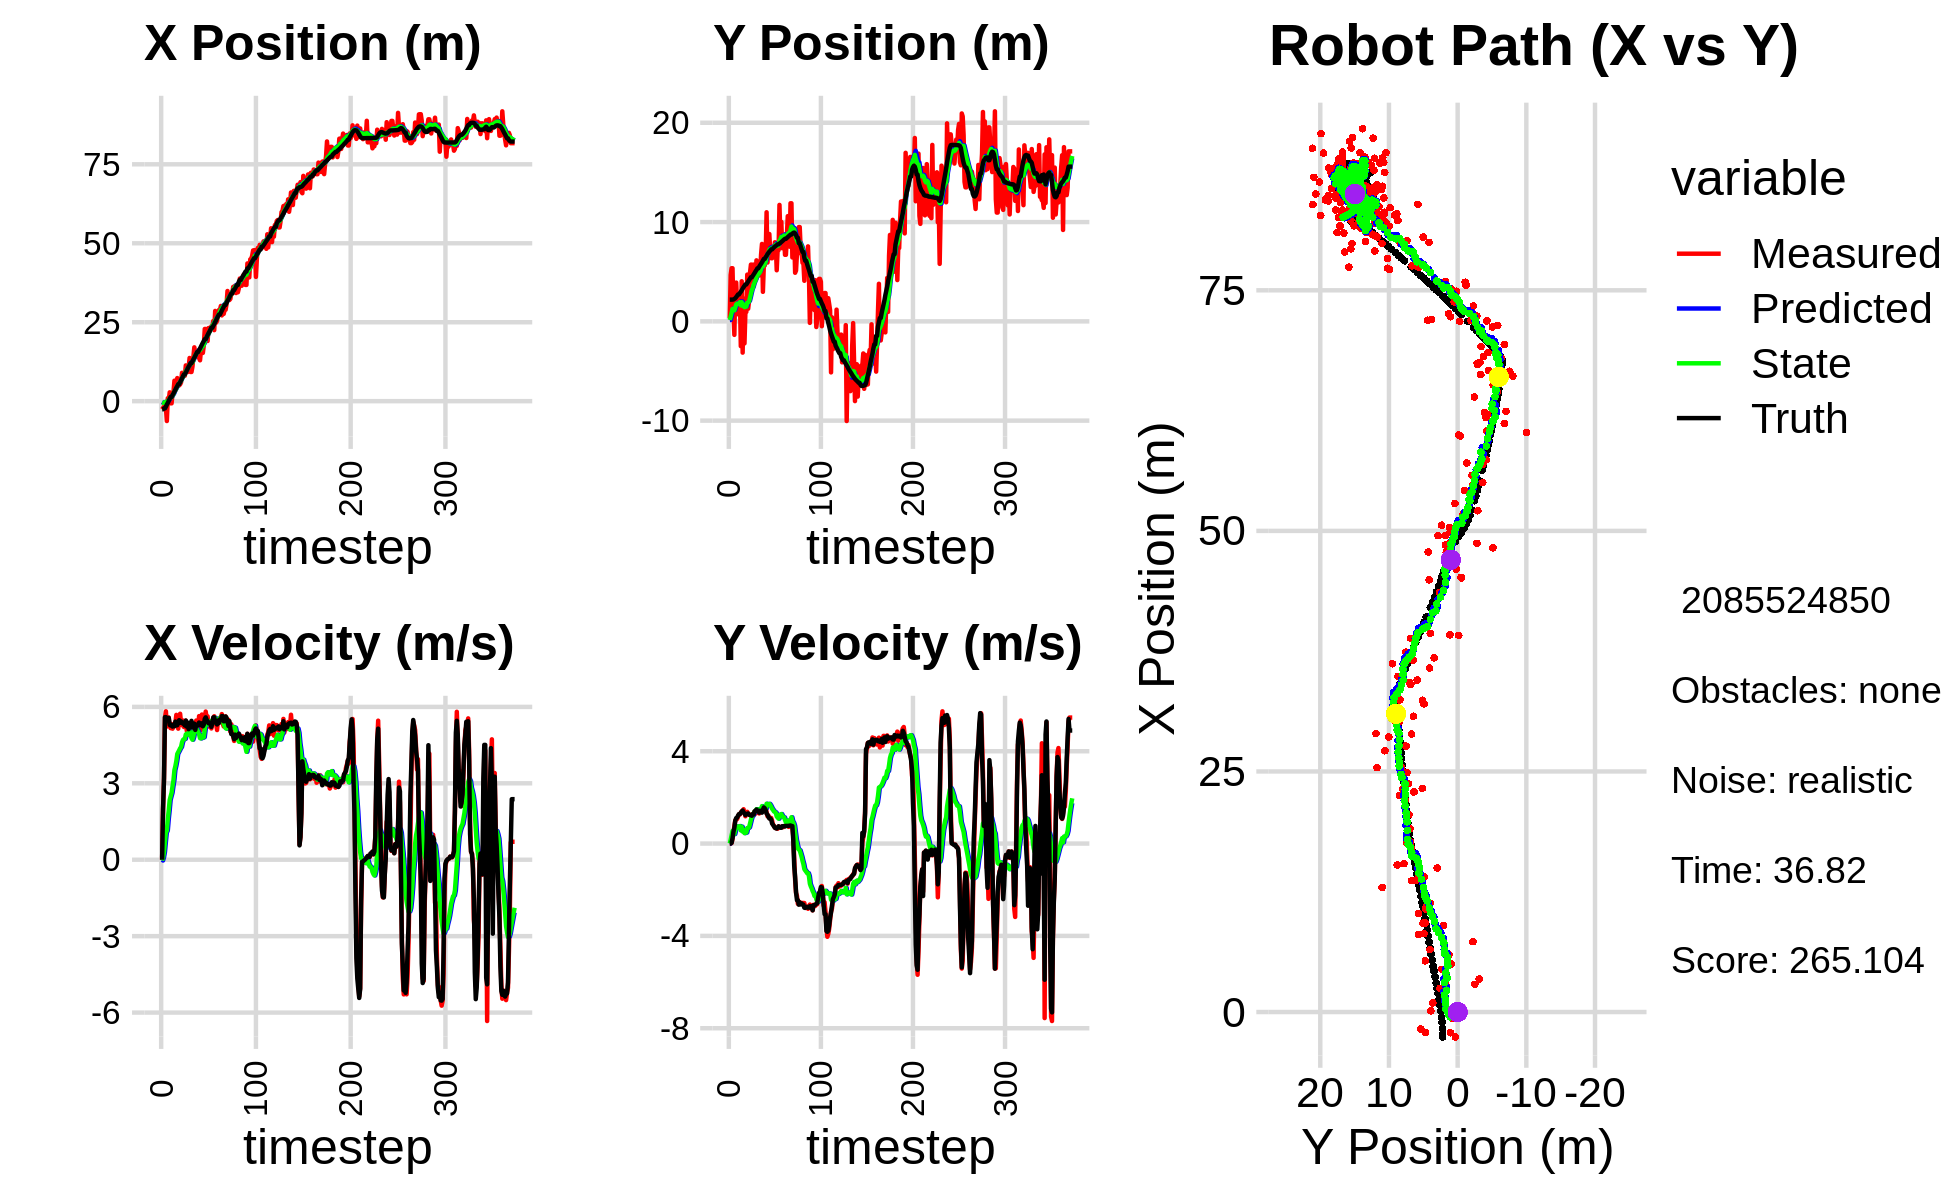 X Position (m)
75
50
25
0
0
100
200
300
timestep
Y Position (m)
20
10
0
-10
0
100
200
300
timestep
X Velocity (m/s)
6
3
0
-3
-6
0
100
200
300
timestep
Y Velocity (m/s)
4
0
-4
-8
0
100
200
300
timestep
Robot Path (X vs Y)
X Position (m)
75
50
25
0
20 10 0 -10 -20
Y Position (m)
variable
Measured
Predicted
State
Truth
2085524850
Obstacles: none
Noise: realistic
Time: 36.82
Score: 265.104